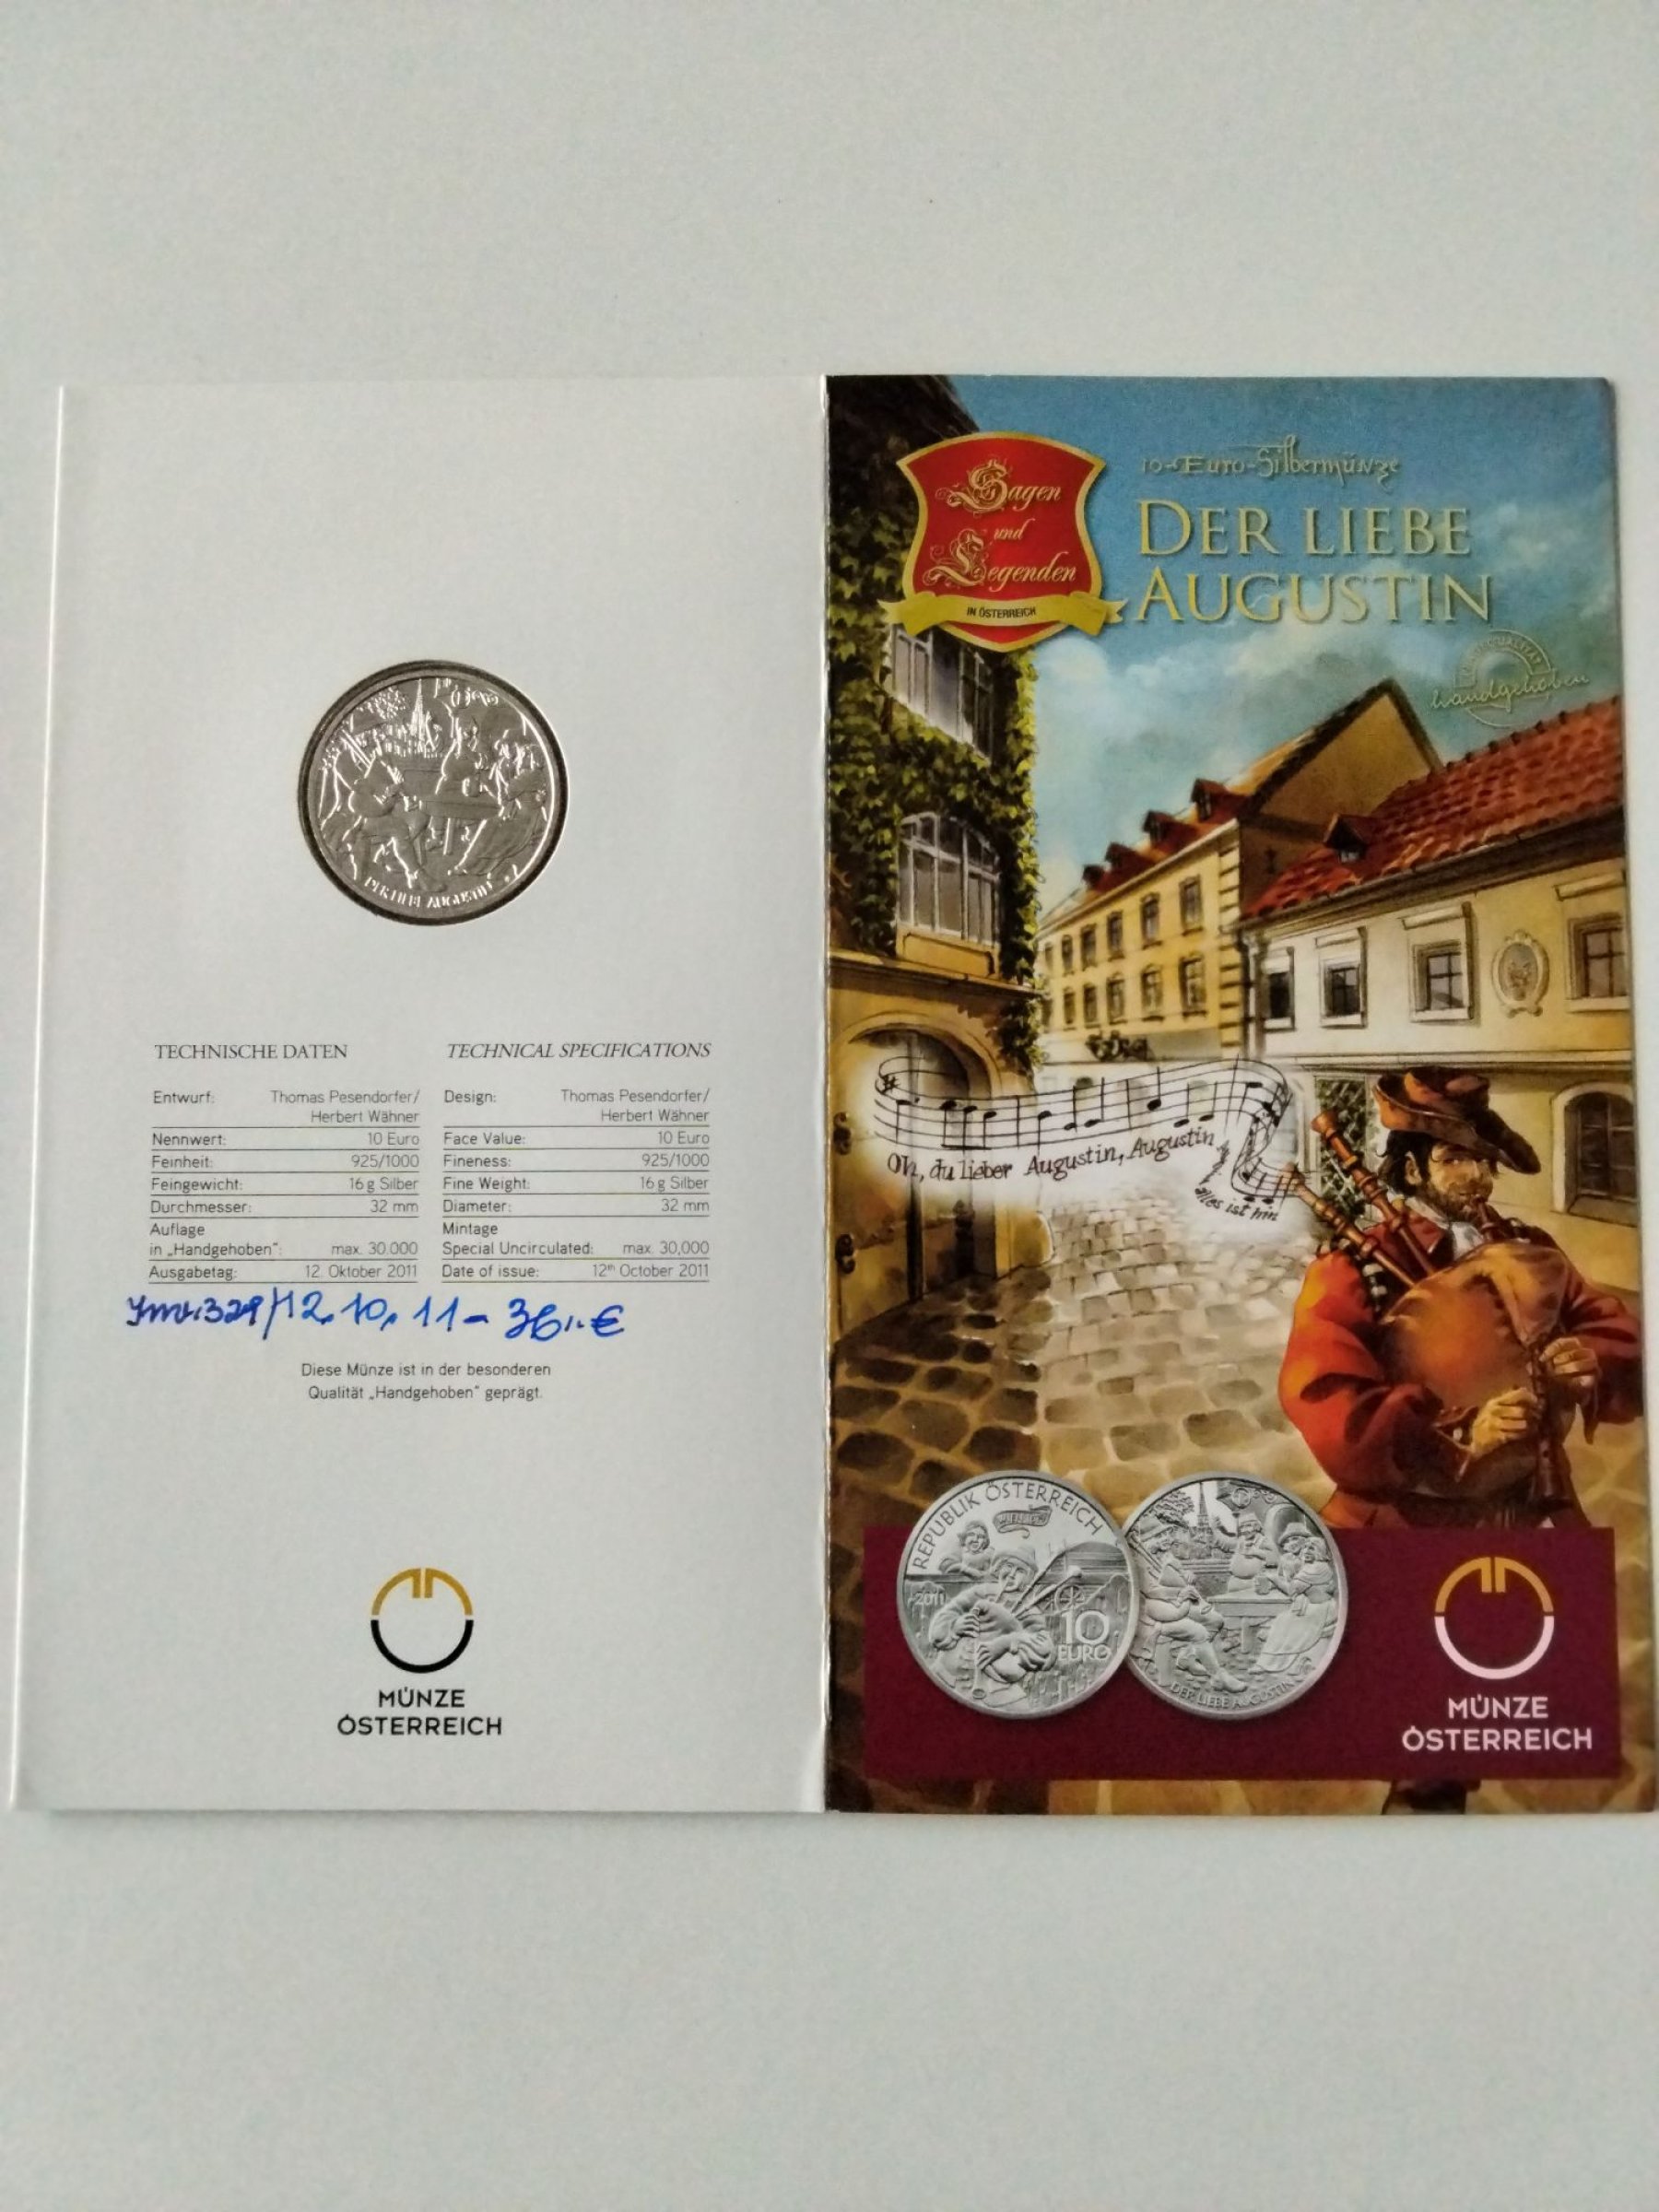 DER LIEBE AUGUSTIN
TECHNISCHE DATEN
Entwurf: Thomas Pesendorfer/
Herbert Wähner
Nennwert: 10 Euro
Feinheit: 925/1000
Feingewicht: 16 g Silber
Durchmesser: 32 mm
Auflage
in „Handgehoben“: max. 30.000
Ausgabetag: 12. Oktober 2011
TECHNICAL SPECIFICATIONS
Design: Thomas Pesendorfer/
Herbert Wähner
Face Value: 10 Euro
Fineness: 925/1000
Fine Weight: 16 g Silber
Diameter: 32 mm
Mintage
Special Uncirculated: max. 30,000
Date of issue: 12th October 2011
329/12.10.11- 36,-€
Diese Münze ist in der besonderen
Qualität „Handgehoben“ geprägt.
MÜNZE
ÖSTERREICH
Sagen
und
Legenden
IN ÖSTERREICH
10-Euro-Silbermünze
DER LIEBE
AUGUSTIN
handgehoben
Oh, du lieber Augustin, Augustin
alles ist hin
REPUBLIK ÖSTERREICH
2011
10
EURO
DER LIEBE AUGUSTIN
MÜNZE
ÖSTERREICH